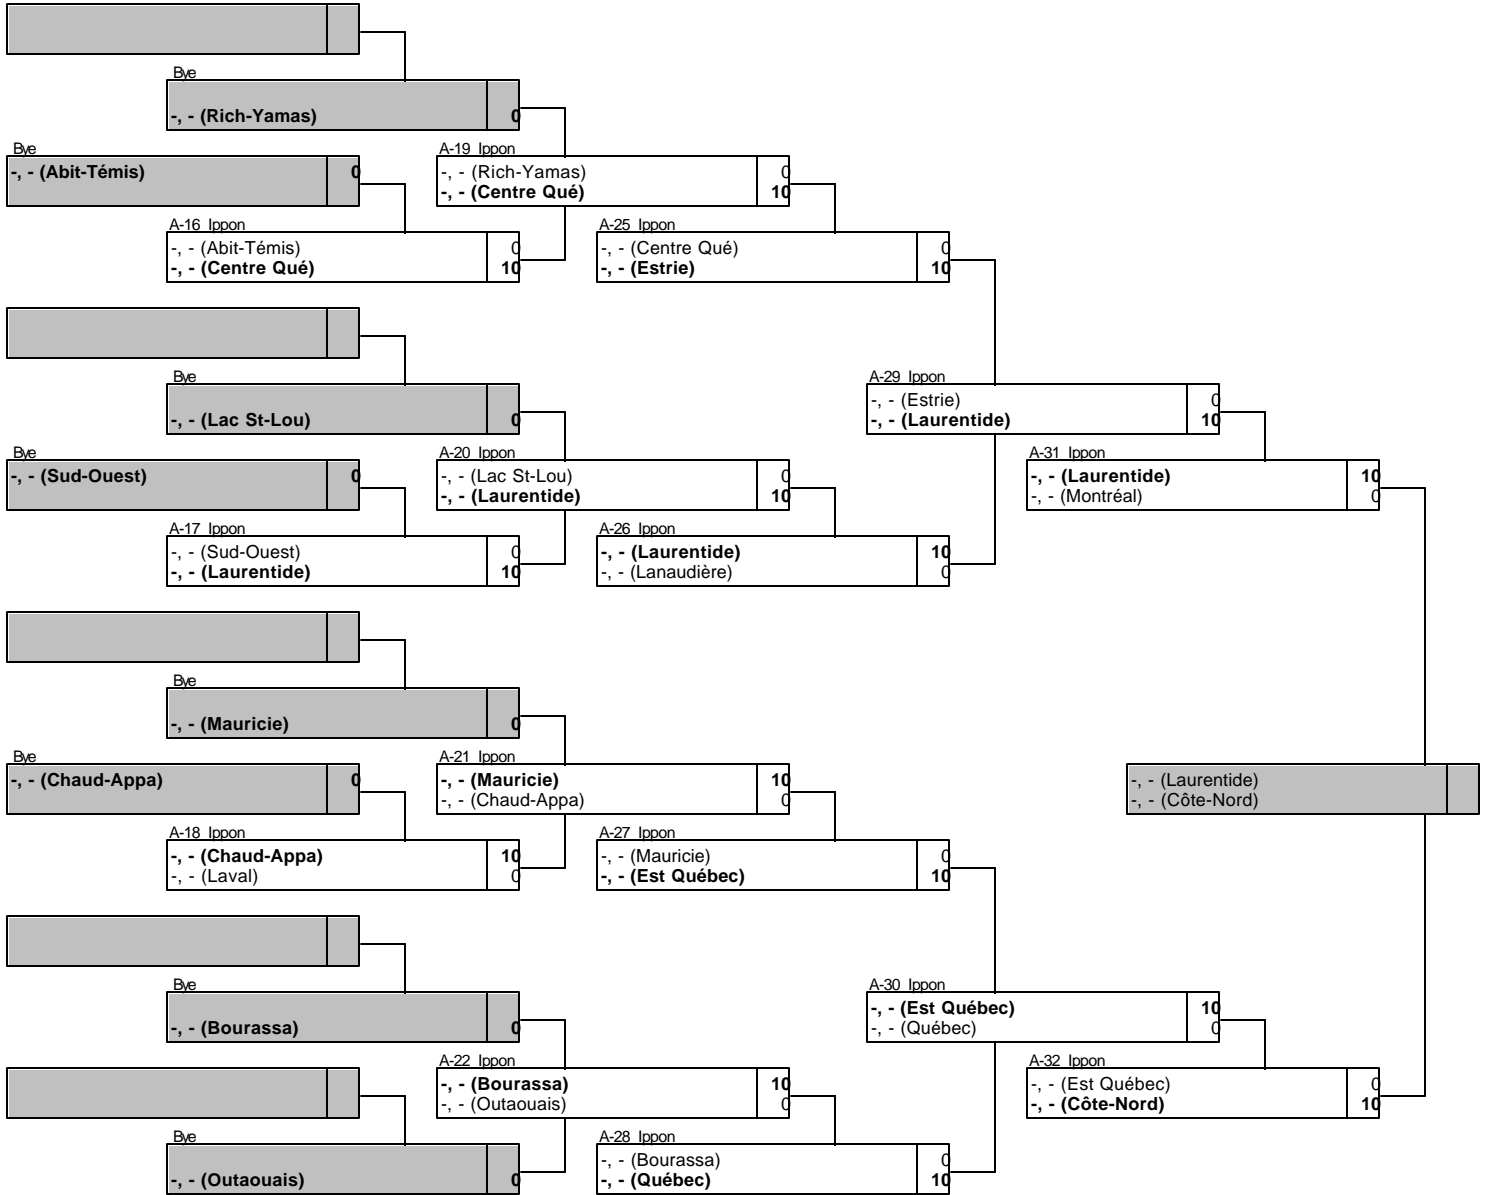 Bye
-, - (Rich-Yamas) 0
Bye
-, - (Abit-Témis) 0
A-19 Ippon
-, - (Rich-Yamas) 0
-, - (Centre Qué) 10
A-16 Ippon
-, - (Abit-Témis) 0
-, - (Centre Qué) 10
A-25 Ippon
-, - (Centre Qué) 0
-, - (Estrie) 10
Bye
-, - (Lac St-Lou) 0
A-29 Ippon
-, - (Estrie) 0
-, - (Laurentide) 10
Bye
-, - (Sud-Ouest) 0
A-20 Ippon
-, - (Lac St-Lou) 0
-, - (Laurentide) 10
A-31 Ippon
-, - (Laurentide) 10
-, - (Montréal) 0
A-17 Ippon
-, - (Sud-Ouest) 0
-, - (Laurentide) 10
A-26 Ippon
-, - (Laurentide) 10
-, - (Lanaudière) 0
Bye
-, - (Mauricie) 0
Bye
-, - (Chaud-Appa) 0
A-21 Ippon
-, - (Mauricie) 10
-, - (Chaud-Appa) 0
-, - (Laurentide)
-, - (Côte-Nord)
A-18 Ippon
-, - (Chaud-Appa) 10
-, - (Laval) 0
A-27 Ippon
-, - (Mauricie) 0
-, - (Est Québec) 10
Bye
-, - (Bourassa) 0
A-30 Ippon
-, - (Est Québec) 10
-, - (Québec) 0
A-22 Ippon
-, - (Bourassa) 10
-, - (Outaouais) 0
A-32 Ippon
-, - (Est Québec) 0
-, - (Côte-Nord) 10
Bye
-, - (Outaouais) 0
A-28 Ippon
-, - (Bourassa) 0
-, - (Québec) 10